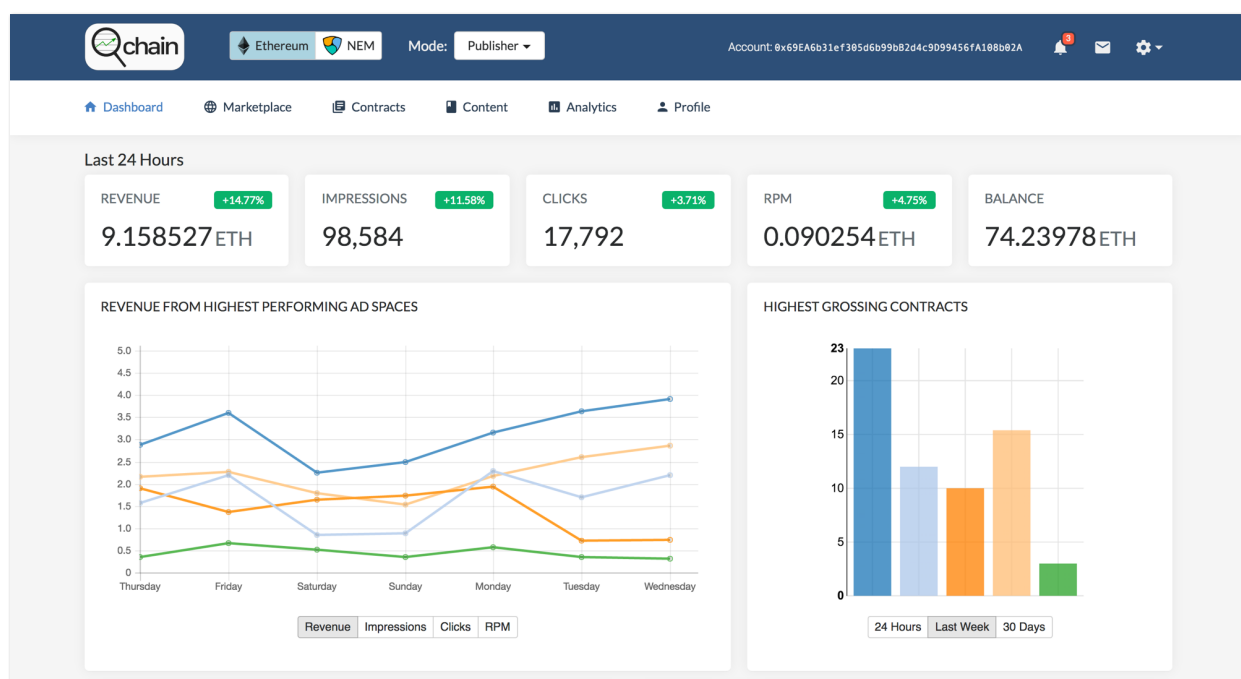 Qchain
Ethereum NEM Mode: Publisher Account: 0x69EA6b31ef305d6b99bB2d4c9D99456fA108b02A 3
Dashboard Marketplace Contracts Content Analytics Profile
Last 24 Hours
REVENUE +14.77% IMPRESSIONS +11.58% CLICKS +3.71% RPM +4.75% BALANCE
9.158527 ETH 98,584 17,792 0.090254 ETH 74.23978 ETH
REVENUE FROM HIGHEST PERFORMING AD SPACES
5.0
4.5
4.0
3.5
3.0
2.5
2.0
1.5
1.0
0.5
0
Thursday Friday Saturday Sunday Monday Tuesday Wednesday
Revenue Impressions Clicks RPM
HIGHEST GROSSING CONTRACTS
23
20
15
10
5
0
24 Hours Last Week 30 Days